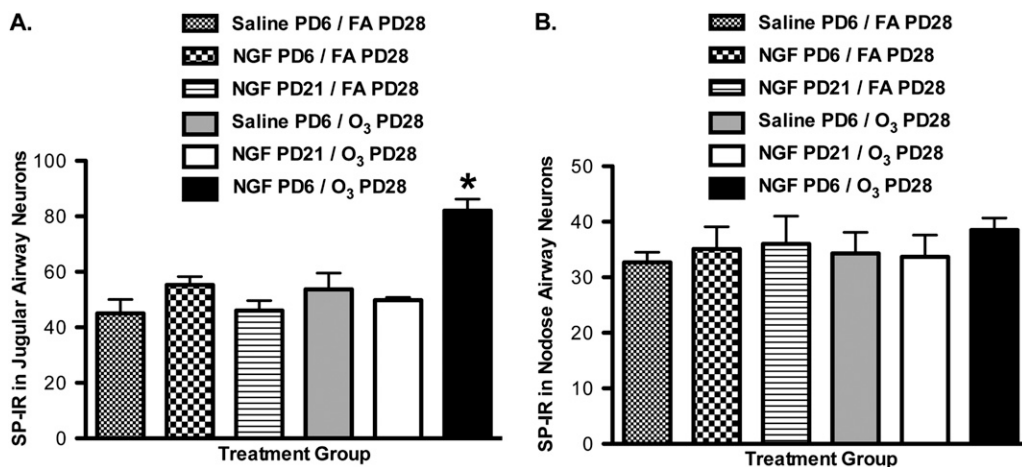 A.
Saline PD6 / FA PD28
NGF PD6 / FA PD28
NGF PD21 / FA PD28
Saline PD6 / O₃ PD28
NGF PD21 / O₃ PD28
NGF PD6 / O₃ PD28
SP-IR in Jugular Airway Neurons
100
80
60
40
20
0
*
Treatment Group
B.
Saline PD6 / FA PD28
NGF PD6 / FA PD28
NGF PD21 / FA PD28
Saline PD6 / O₃ PD28
NGF PD21 / O₃ PD28
NGF PD6 / O₃ PD28
SP-IR in Nodose Airway Neurons
50
40
30
20
10
0
Treatment Group